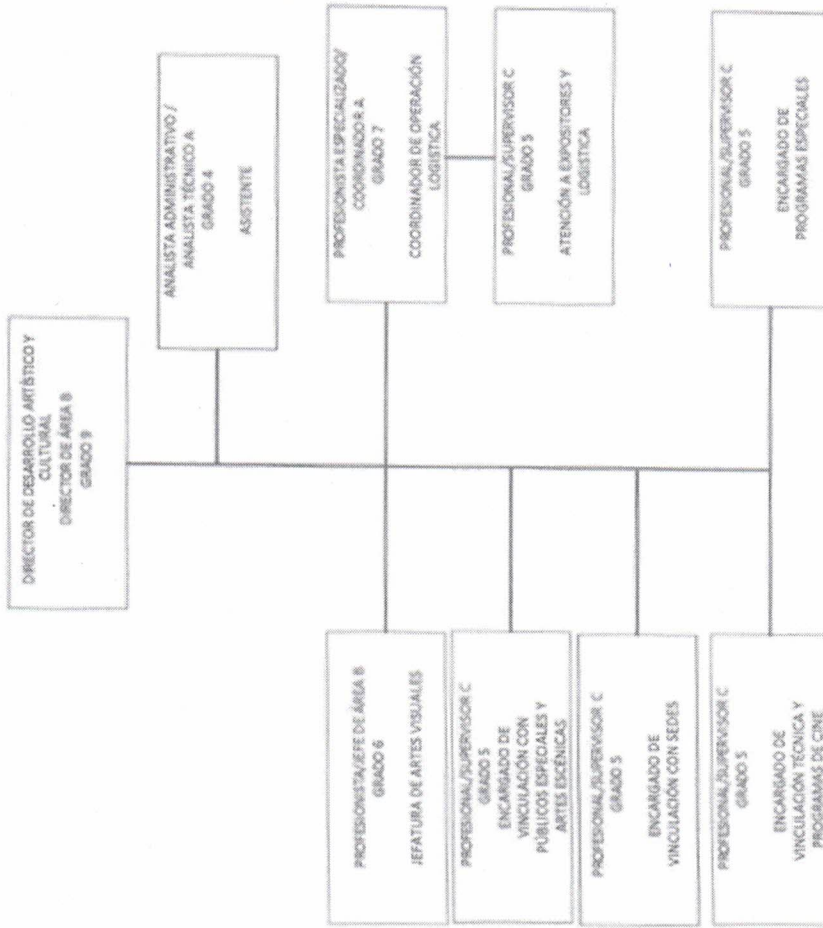 DIRECTOR DE DESARROLLO ARTÍSTICO Y
CULTURAL
DIRECTOR DE ÁREA B
GRADO 9
ANALISTA ADMINISTRATIVO /
ANALISTA TÉCNICO A
GRADO 4
ASISTENTE
PROFESIONISTA/JEFE DE ÁREA B
GRADO 6
JEFATURA DE ARTES VISUALES
PROFESIONISTA ESPECIALIZADO/
COORDINADOR A
GRADO 7
COORDINADOR DE OPERACIÓN
LOGISTICA
PROFESIONAL/SUPERVISOR C
GRADO 5
ENCARGADO DE
VINCULACIÓN CON
PÚBLICOS ESPECIALES Y
ARTES ESCÉNICAS
PROFESIONAL/SUPERVISOR C
GRADO 5
ATENCIÓN A EXPOSITORES Y
LOGISTICA
PROFESIONAL/SUPERVISOR C
GRADO 5
ENCARGADO DE
VINCULACIÓN CON SEDES
PROFESIONAL/SUPERVISOR C
GRADO 5
ENCARGADO DE
VINCULACIÓN TÉCNICA Y
PROGRAMAS DE CINE
PROFESIONAL/SUPERVISOR C
GRADO 5
ENCARGADO DE
PROGRAMAS ESPECIALES